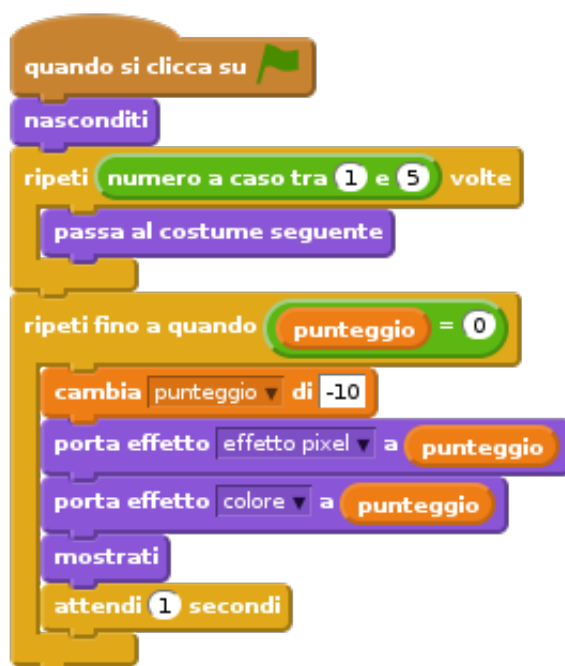 quando si clicca su
nasconditi
ripeti numero a caso tra 1 e 5 volte
passa al costume seguente
ripeti fino a quando punteggio = 0
cambia punteggio di -10
porta effetto effetto pixel a punteggio
porta effetto colore a punteggio
mostrati
attendi 1 secondi